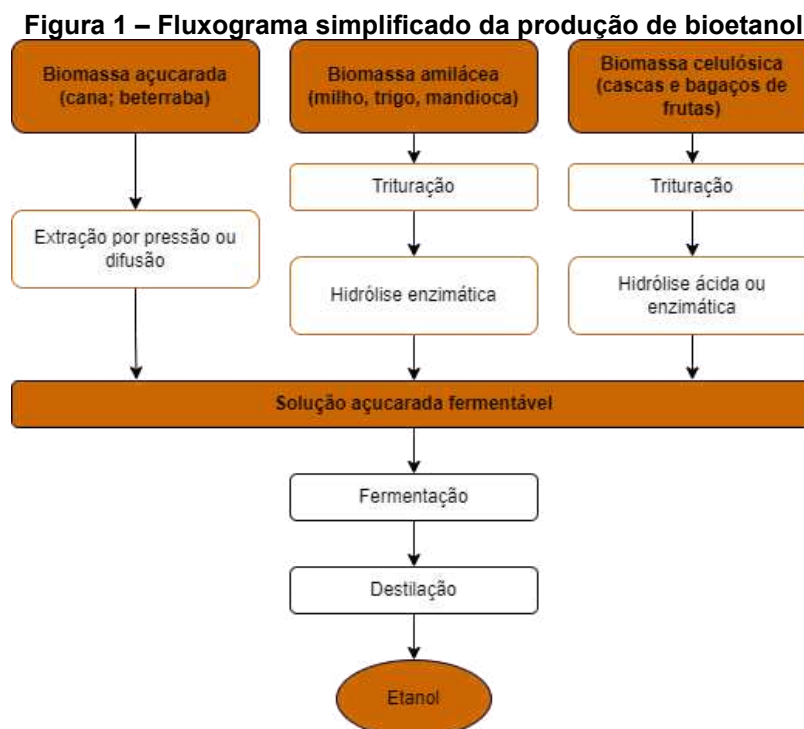 Figura 1 – Fluxograma simplificado da produção de bioetanol
Biomassa açucarada
(cana; beterraba)
Biomassa amilácea
(milho, trigo, mandioca)
Biomassa celulósica
(cascas e bagaços de
frutas)
Trituração
Trituração
Extração por pressão ou
difusão
Hidrólise enzimática
Hidrólise ácida ou
enzimática
Solução açucarada fermentável
Fermentação
Destilação
Etanol